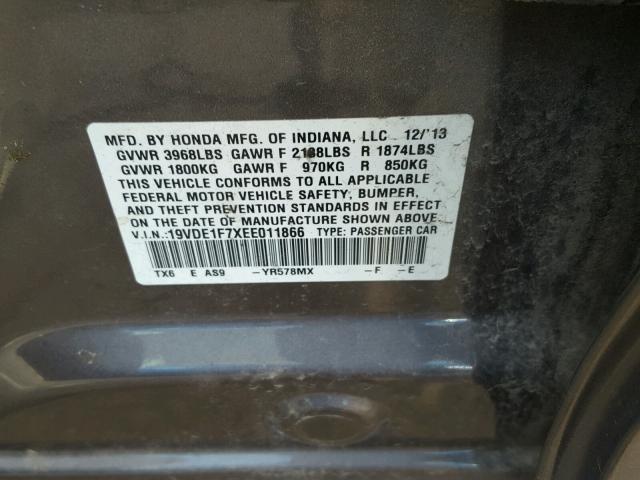 MFD. BY HONDA MFG. OF INDIANA, LLC 12/'13
GVWR 3968LBS GAWR F 2138LBS R 1874LBS
GVWR 1800KG GAWR F 970KG R 850KG
THIS VEHICLE CONFORMS TO ALL APPLICABLE
FEDERAL MOTOR VEHICLE SAFETY, BUMPER,
AND THEFT PREVENTION STANDARDS IN EFFECT
ON THE DATE OF MANUFACTURE SHOWN ABOVE.
V.I.N.:19VDE1F7XEE011866 TYPE: PASSENGER CAR
TX6 E AS9 -YR578MX -F -E